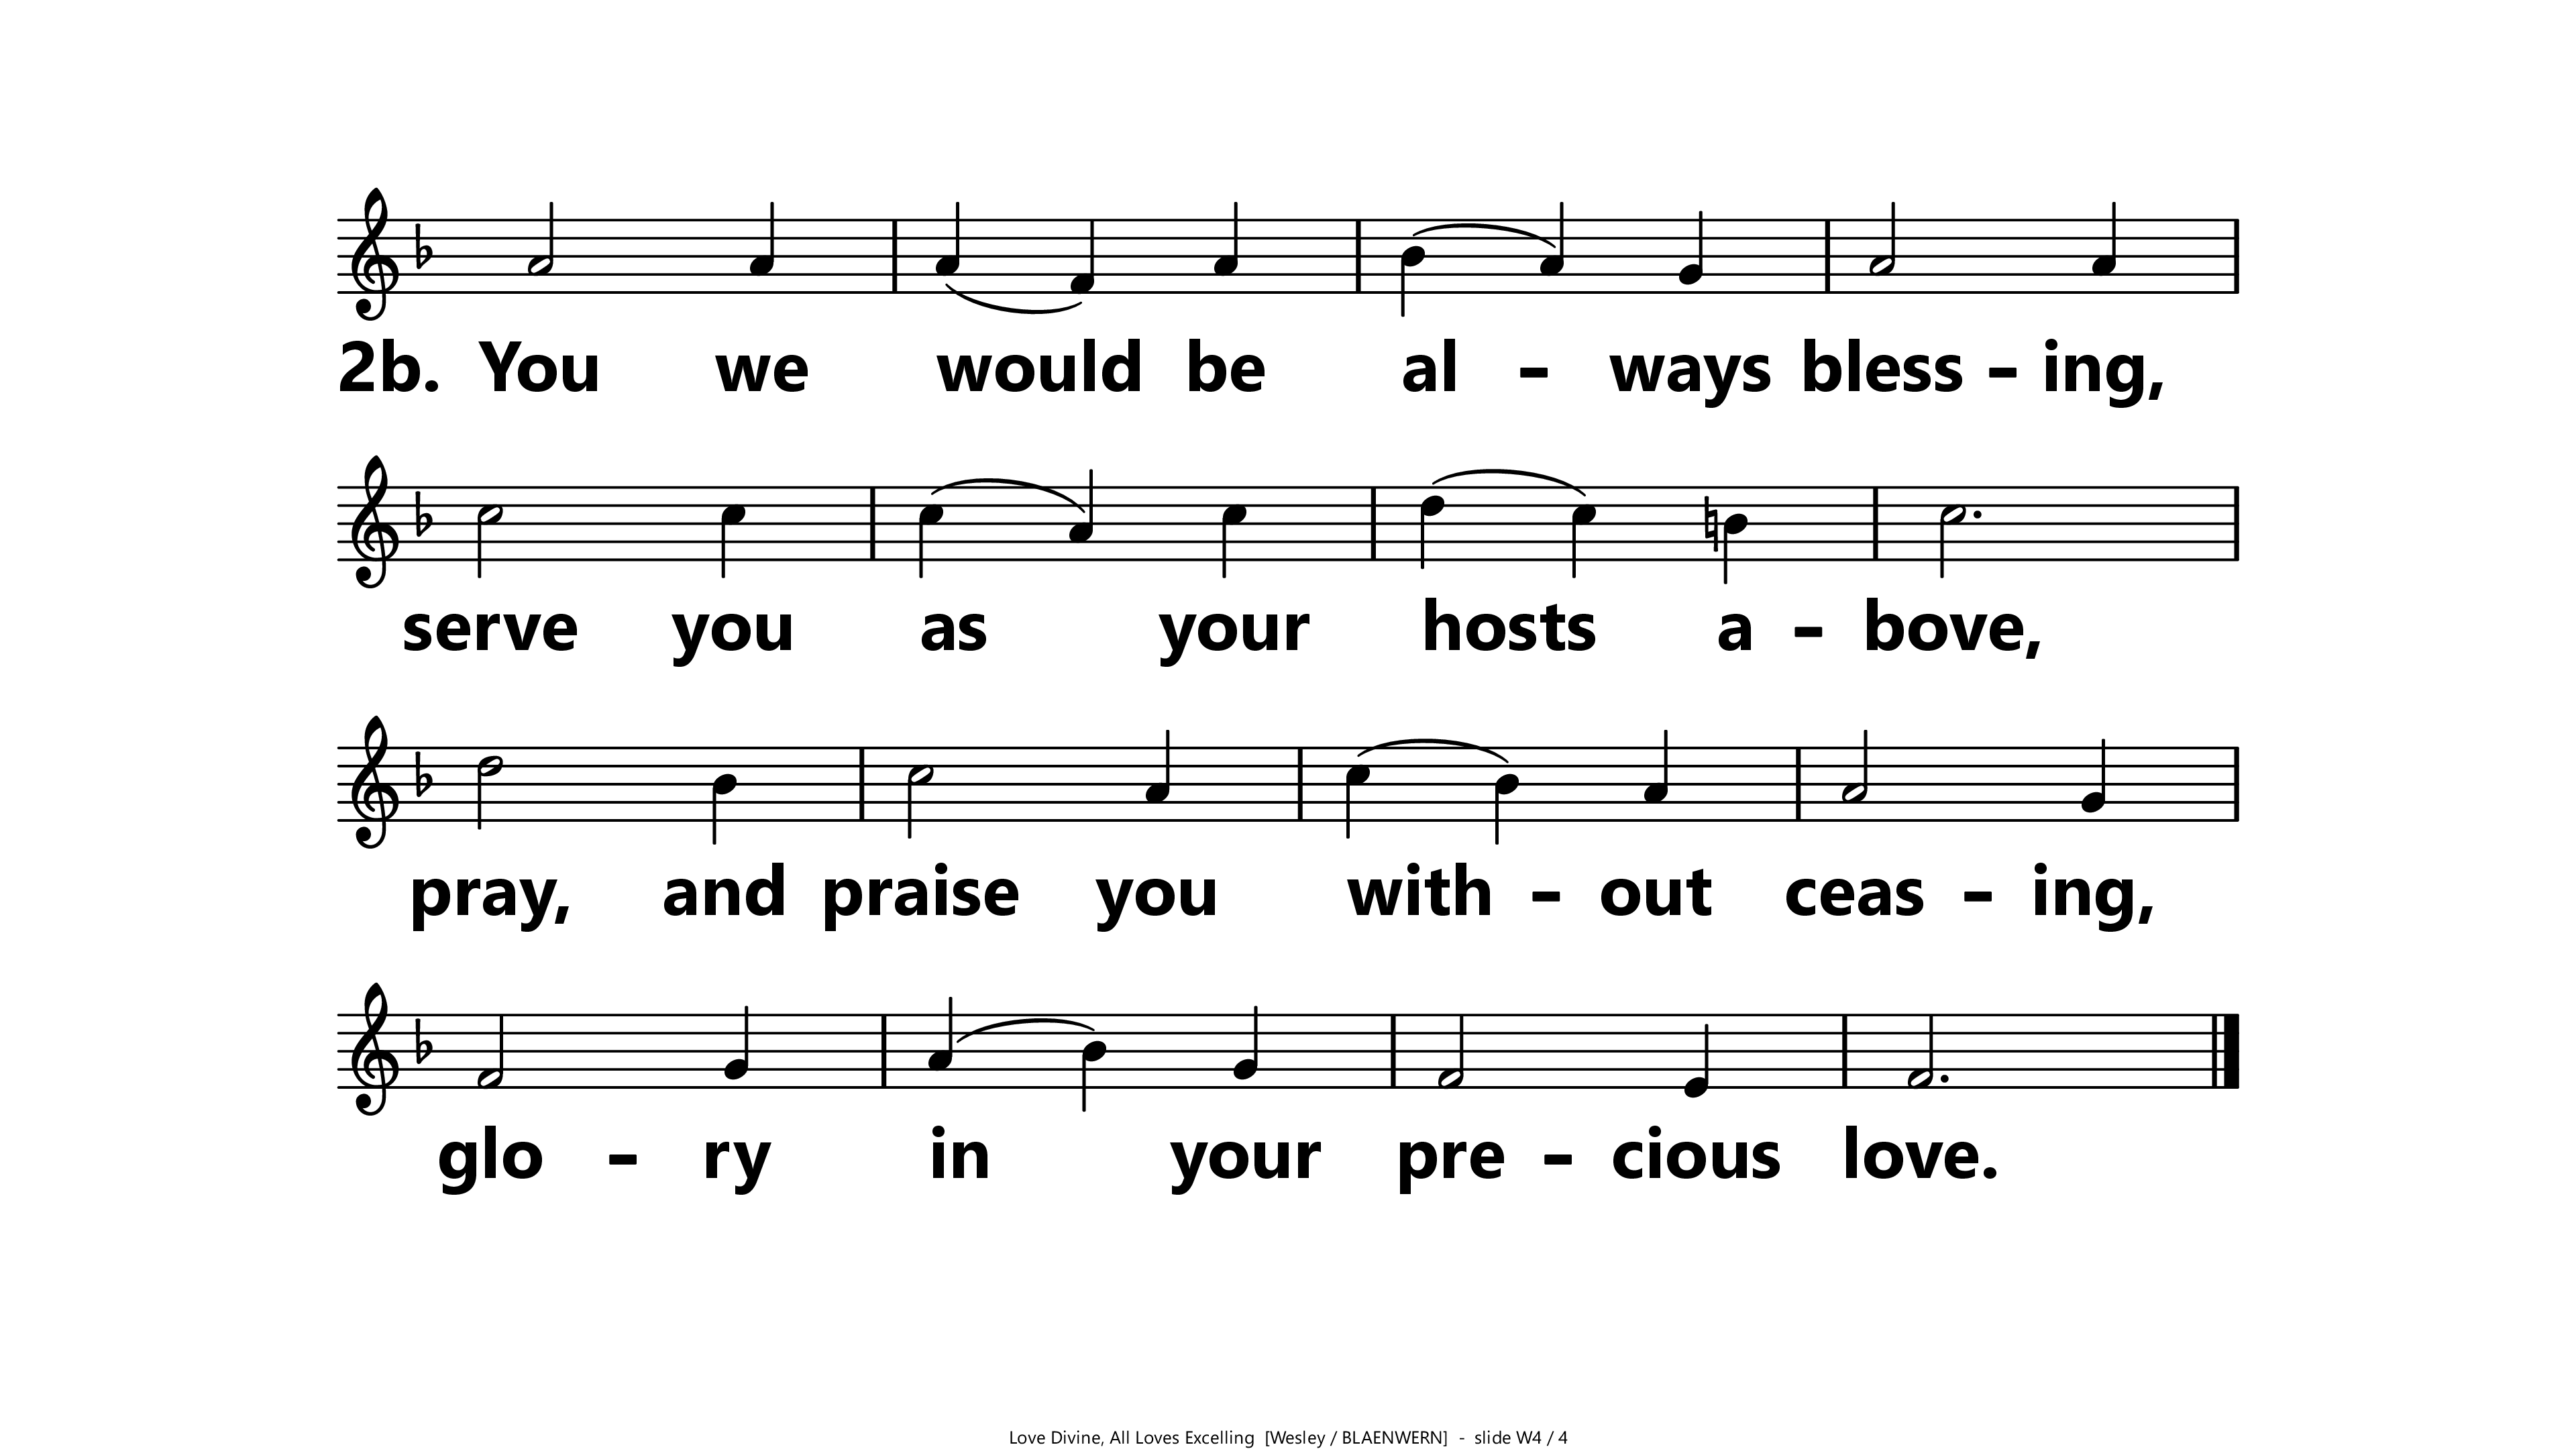 2b. You we would be al - ways bless - ing,
serve you as your hosts a - bove,
pray, and praise you with - out ceas - ing,
glo - ry in your pre - cious love.
Love Divine, All Loves Excelling [Wesley / BLAENWERN] - slide W4 / 4